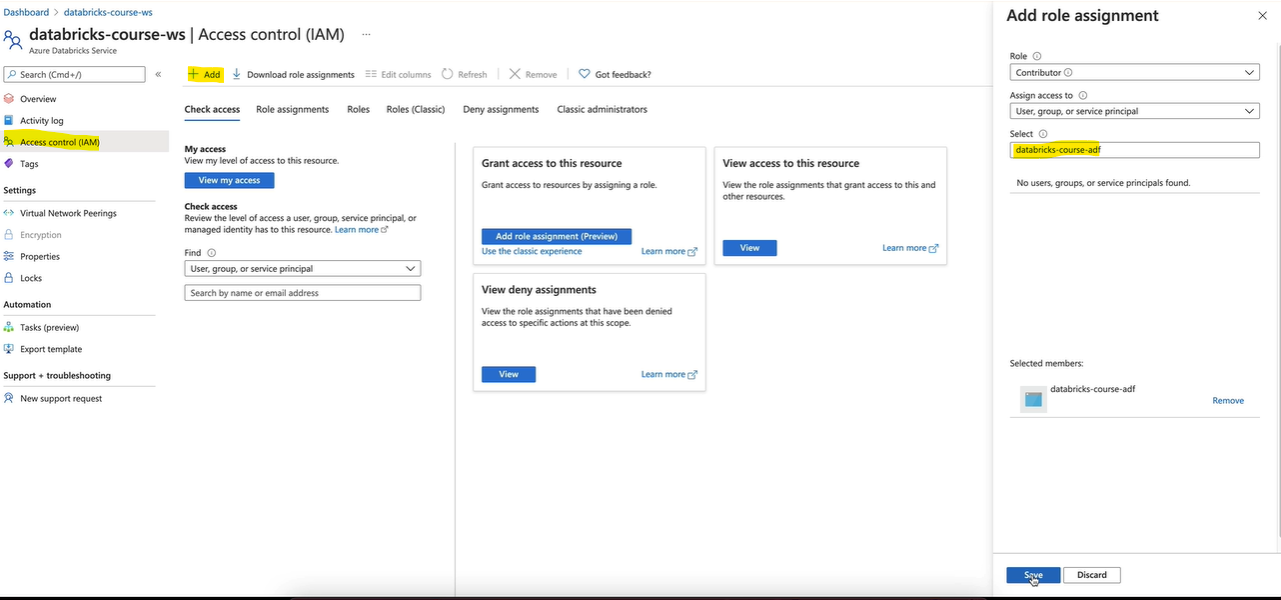 Dashboard > databricks-course-ws
databricks-course-ws | Access control (IAM) ...
Azure Databricks Service
Search (Cmd+/)
«
Overview
Activity log
Access control (IAM)
Tags
Settings
Virtual Network Peerings
Encryption
Properties
Locks
Automation
Tasks (preview)
Export template
Support + troubleshooting
New support request
+ Add
Download role assignments
Edit columns
Refresh
Remove
Got feedback?
Check access
Role assignments
Roles
Roles (Classic)
Deny assignments
Classic administrators
My access
View my level of access to this resource.
View my access
Check access
Review the level of access a user, group, service principal, or
managed identity has to this resource. Learn more
Find
User, group, or service principal
Search by name or email address
Grant access to this resource
Grant access to resources by assigning a role.
Add role assignment (Preview)
Use the classic experience
Learn more
View access to this resource
View the role assignments that grant access to this and
other resources.
View
Learn more
View deny assignments
View the role assignments that have been denied
access to specific actions at this scope.
View
Learn more
Add role assignment
Role
Contributor
Assign access to
User, group, or service principal
Select
databricks-course-adf
No users, groups, or service principals found.
Selected members:
databricks-course-adf
Remove
Save
Discard